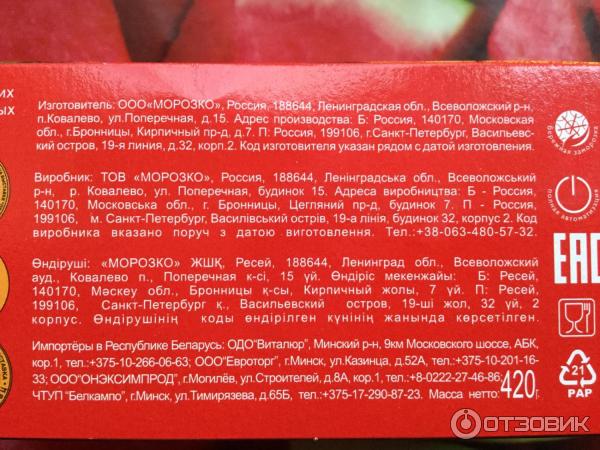 ких
ых
Изготовитель: ООО«МОРОЗКО», Россия, 188644, Ленинградская обл., Всеволожский р-н,
п.Ковалево, ул.Поперечная, д.15. Адрес производства: Б: Россия, 140170, Московская
обл., г.Бронницы, Кирпичный пр-д, д.7. П: Россия, 199106, г.Санкт-Петербург, Васильевс-
кий остров, 19-я линия, д.32, корп.2. Код изготовителя указан рядом с датой изготовления.
Виробник: ТОВ «МОРОЗКО», Россия, 188644, Ленінградська обл., Всеволожський
р-н, р. Ковалево, ул. Поперечная, будинок 15. Адреса виробництва: Б - Россия,
140170, Московська обл., г. Бронницы, Цегляний пр-д, будинок 7. П - Россия,
199106, м. Санкт-Петербург, Василівський острів, 19-а лінія, будинок 32, корпус 2. Код
виробника вказано поруч з датою виготовлення. Тел.:+38-063-480-57-32.
Өндіруші: «МОРОЗКО» ЖШҚ, Ресей, 188644, Ленинград обл., Всеволожский
ауд., Ковалево п., Поперечная к-сі, 15 үй. Өндіріс мекенжайы: Б: Ресей,
140170, Мәскеу обл., Бронницы қ-сы, Кирпичный жолы, 7 үй. П: Ресей,
199106, Санкт-Петербург қ., Васильевский остров, 19-ші жол, 32 үй, 2
корпус. Өндірушінің коды өндірілген күнінің жанында көрсетілген.
Импортёры в Республике Беларусь: ОДО“Виталюр”, Минский р-н, 9км Московского шоссе, АБК,
кор.1, тел.:+375-10-266-06-63; ООО“Евроторг”, г.Минск, ул.Казинца, д.52А, тел.:+375-10-201-16-
33; ООО“ОНЭКСИМПРОД”, г.Могилёв, ул.Строителей, д.8А, кор.1, тел.:+8-0222-27-46-86;
ЧТУП “Белкампо”, г.Минск, ул.Тимирязева, д.65Б, тел.:+375-17-290-87-23. Масса нетто: 420г.
бережная заморозка
полная автоматизация
EAC
21
PAP
ОТЗОВИК